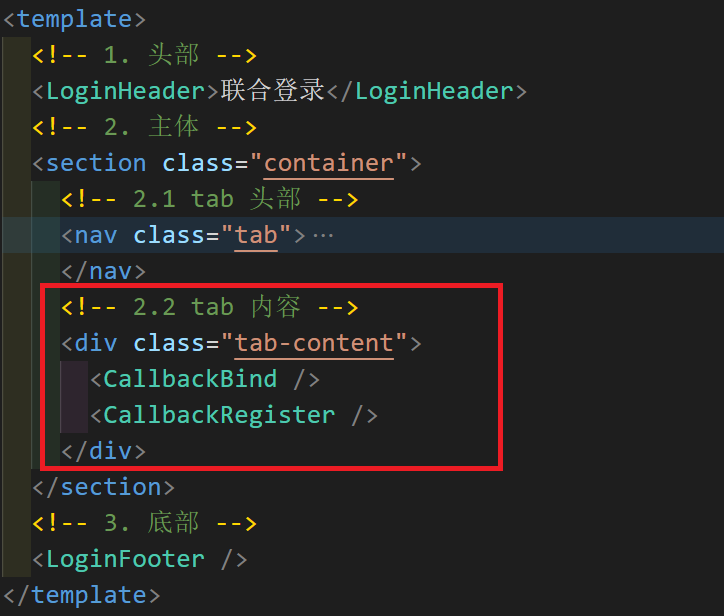 <template>
<!-- 1. 头部 -->
<LoginHeader>联合登录</LoginHeader>
<!-- 2. 主体 -->
<section class="container">
<!-- 2.1 tab 头部 -->
<nav class="tab">…
</nav>
<!-- 2.2 tab 内容 -->
<div class="tab-content">
<CallbackBind />
<CallbackRegister />
</div>
</section>
<!-- 3. 底部 -->
<LoginFooter />
</template>